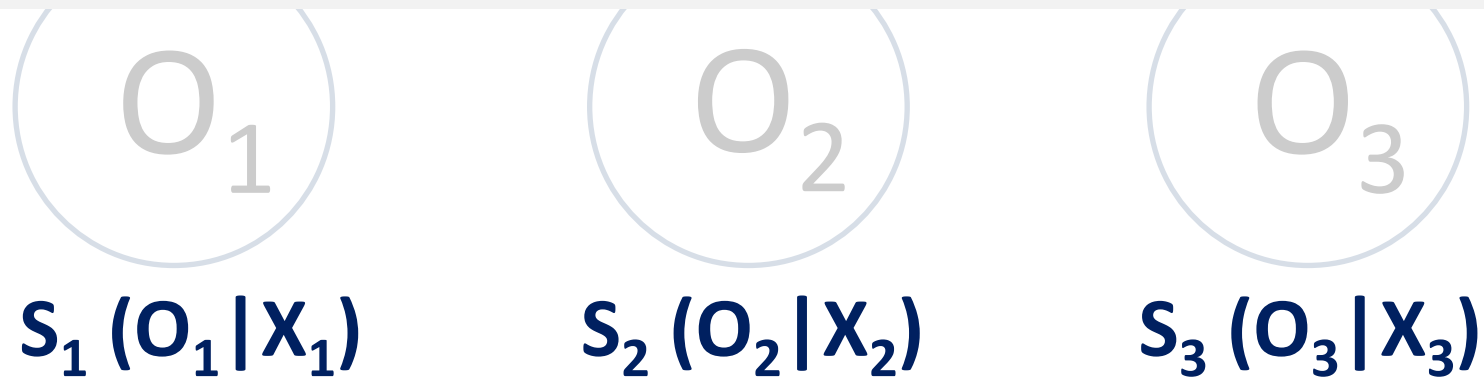 O₁ O₂ O₃
S₁ (O₁|X₁) S₂ (O₂|X₂) S₃ (O₃|X₃)